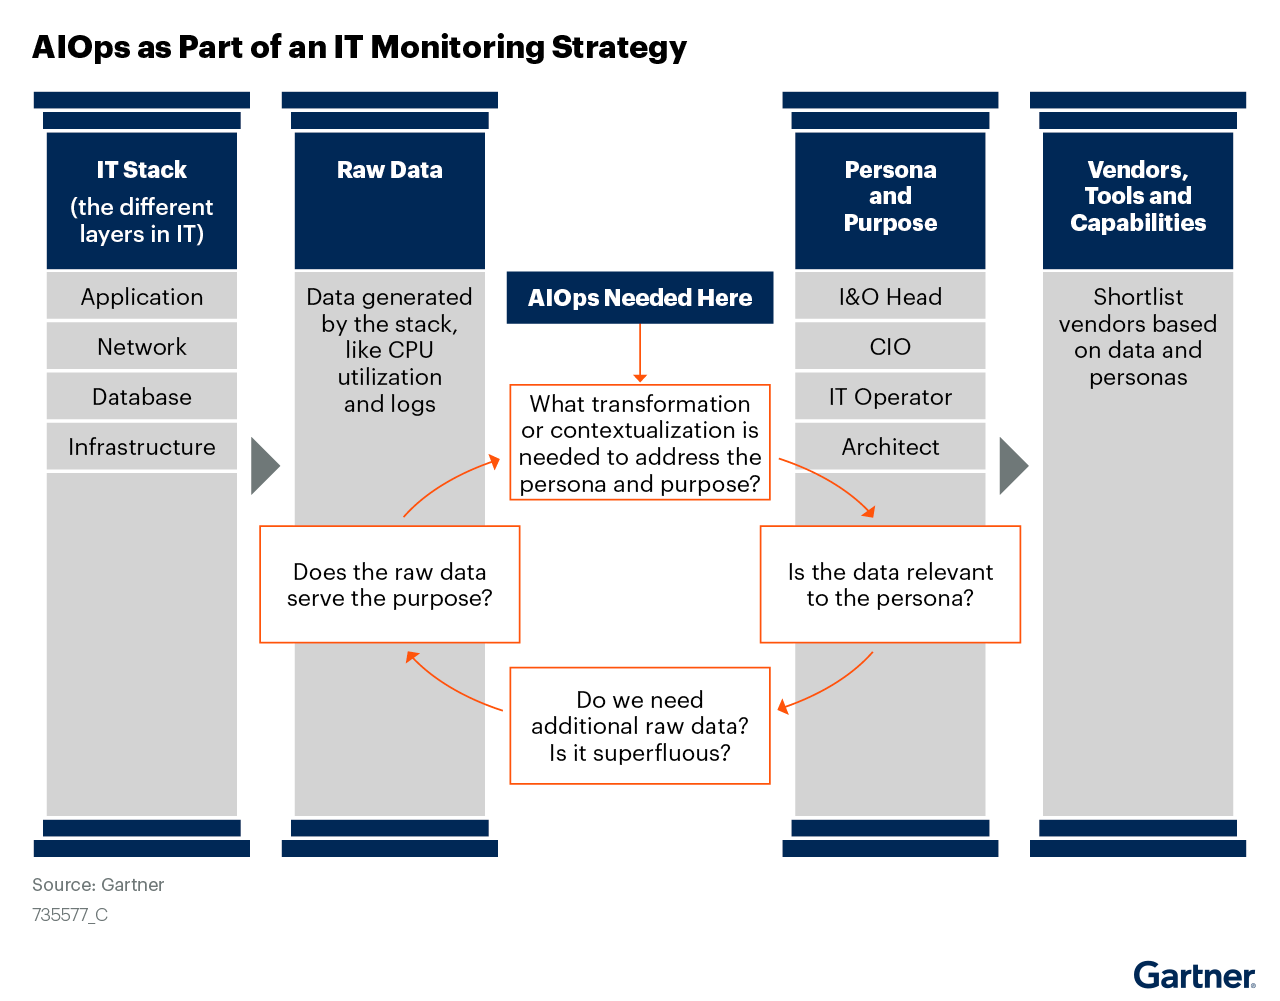 AIOps as Part of an IT Monitoring Strategy
IT Stack
(the different
layers in IT)
Application
Network
Database
Infrastructure
Raw Data
Data generated
by the stack,
like CPU
utilization
and logs
AIOps Needed Here
What transformation
or contextualization is
needed to address the
persona and purpose?
Does the raw data
serve the purpose?
Is the data relevant
to the persona?
Do we need
additional raw data?
Is it superfluous?
Persona
and
Purpose
I&O Head
CIO
IT Operator
Architect
Vendors,
Tools and
Capabilities
Shortlist
vendors based
on data and
personas
Source: Gartner
735577_C
Gartner®